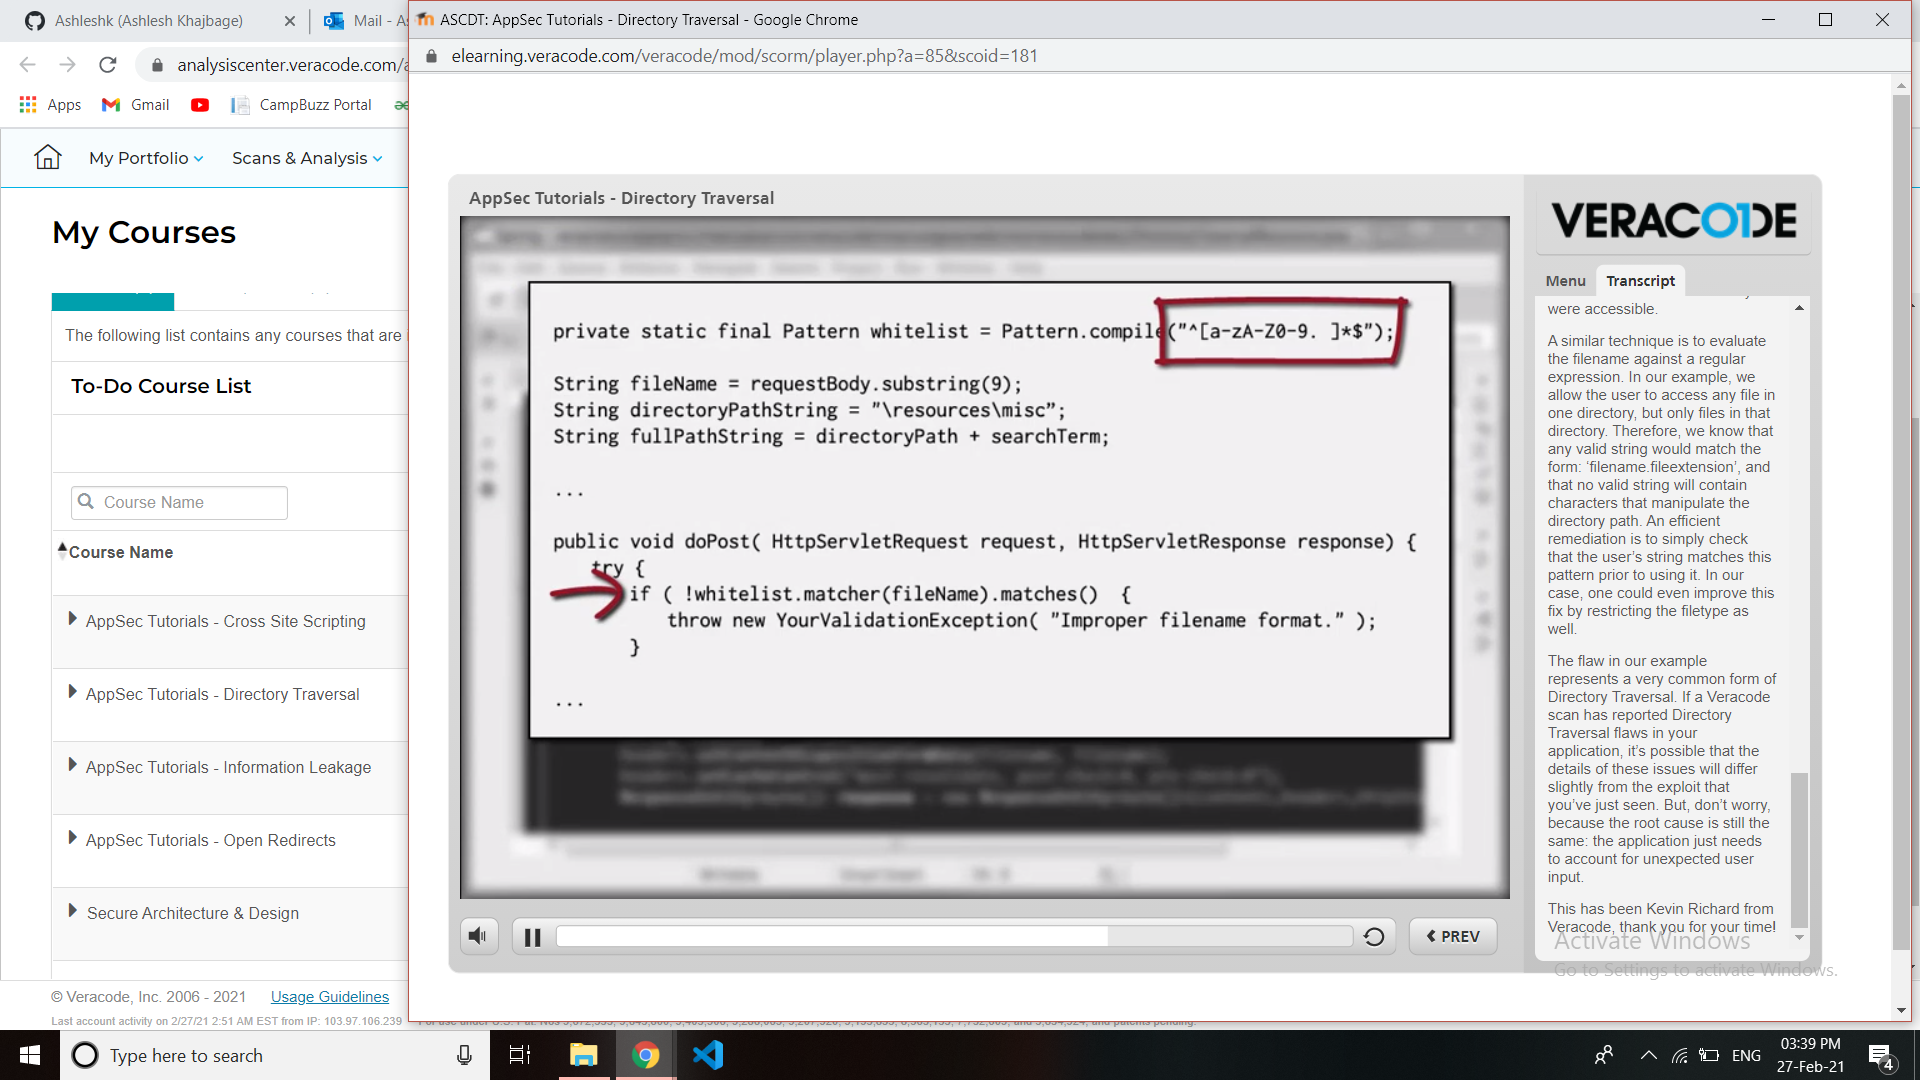 Ashleshk (Ashlesh Khajbage)
Mail - As
ASCDT: AppSec Tutorials - Directory Traversal - Google Chrome
analysiscenter.veracode.com/a
elearning.veracode.com/veracode/mod/scorm/player.php?a=85&scoid=181
Apps
Gmail
CampBuzz Portal
My Portfolio
Scans & Analysis
My Courses
The following list contains any courses that are
To-Do Course List
Course Name
Course Name
AppSec Tutorials - Cross Site Scripting
AppSec Tutorials - Directory Traversal
AppSec Tutorials - Information Leakage
AppSec Tutorials - Open Redirects
Secure Architecture & Design
© Veracode, Inc. 2006 - 2021
Usage Guidelines
Last account activity on 2/27/21 2:51 AM EST from IP: 103.97.106.239
AppSec Tutorials - Directory Traversal
private static final Pattern whitelist = Pattern.compile("^[a-zA-Z0-9. ]*$");
String fileName = requestBody.substring(9);
String directoryPathString = "\resources\misc”;
String fullPathString = directoryPath + searchTerm;
...
public void doPost( HttpServletRequest request, HttpServletResponse response) {
try {
if ( !whitelist.matcher(fileName).matches()  {
throw new YourValidationException( "Improper filename format." );
}
...
PREV
VERACODE
Menu
Transcript
were accessible.
A similar technique is to evaluate
the filename against a regular
expression. In our example, we
allow the user to access any file in
one directory, but only files in that
directory. Therefore, we know that
any valid string would match the
form: ‘filename.fileextension’, and
that no valid string will contain
characters that manipulate the
directory path. An efficient
remediation is to simply check
that the user’s string matches this
pattern prior to using it. In our
case, one could even improve this
fix by restricting the filetype as
well.
The flaw in our example
represents a very common form of
Directory Traversal. If a Veracode
scan has reported Directory
Traversal flaws in your
application, it’s possible that the
details of these issues will differ
slightly from the exploit that
you’ve just seen. But, don’t worry,
because the root cause is still the
same: the application just needs
to account for unexpected user
input.
This has been Kevin Richard from
Veracode, thank you for your time!
Activate Windows
Go to Settings to activate Windows.
Type here to search
ENG
03:39 PM
27-Feb-21
4